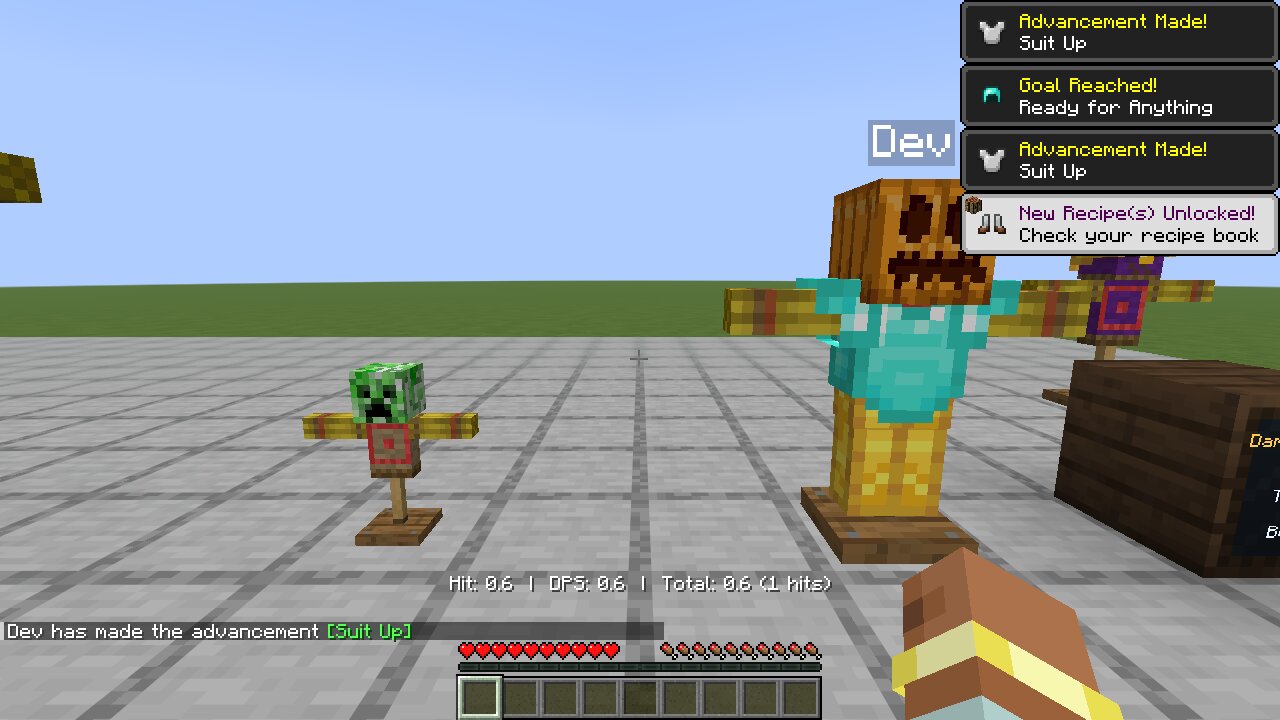 Advancement Made!
Suit Up
Goal Reached!
Ready for Anything
Advancement Made!
Suit Up
New Recipe(s) Unlocked!
Check your recipe book
Dev
Hit: 0.6 | DPS: 0.6 | Total: 0.6 (1 hits)
Dev has made the advancement [Suit Up]